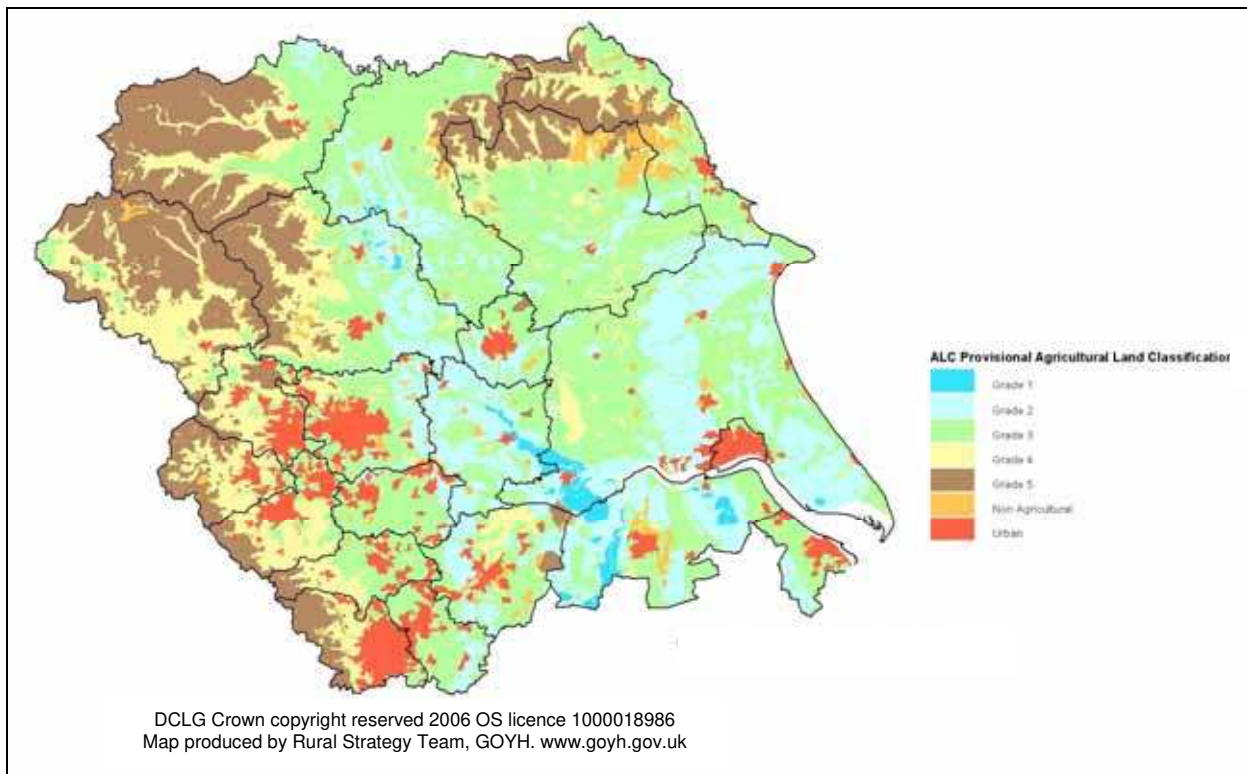 ALC Provisional Agricultural Land Classification
Grade 1
Grade 2
Grade 3
Grade 4
Grade 5
Non Agricultural
Urban
DCLG Crown copyright reserved 2006 OS licence 1000018986
Map produced by Rural Strategy Team, GOYH. www.goyh.gov.uk